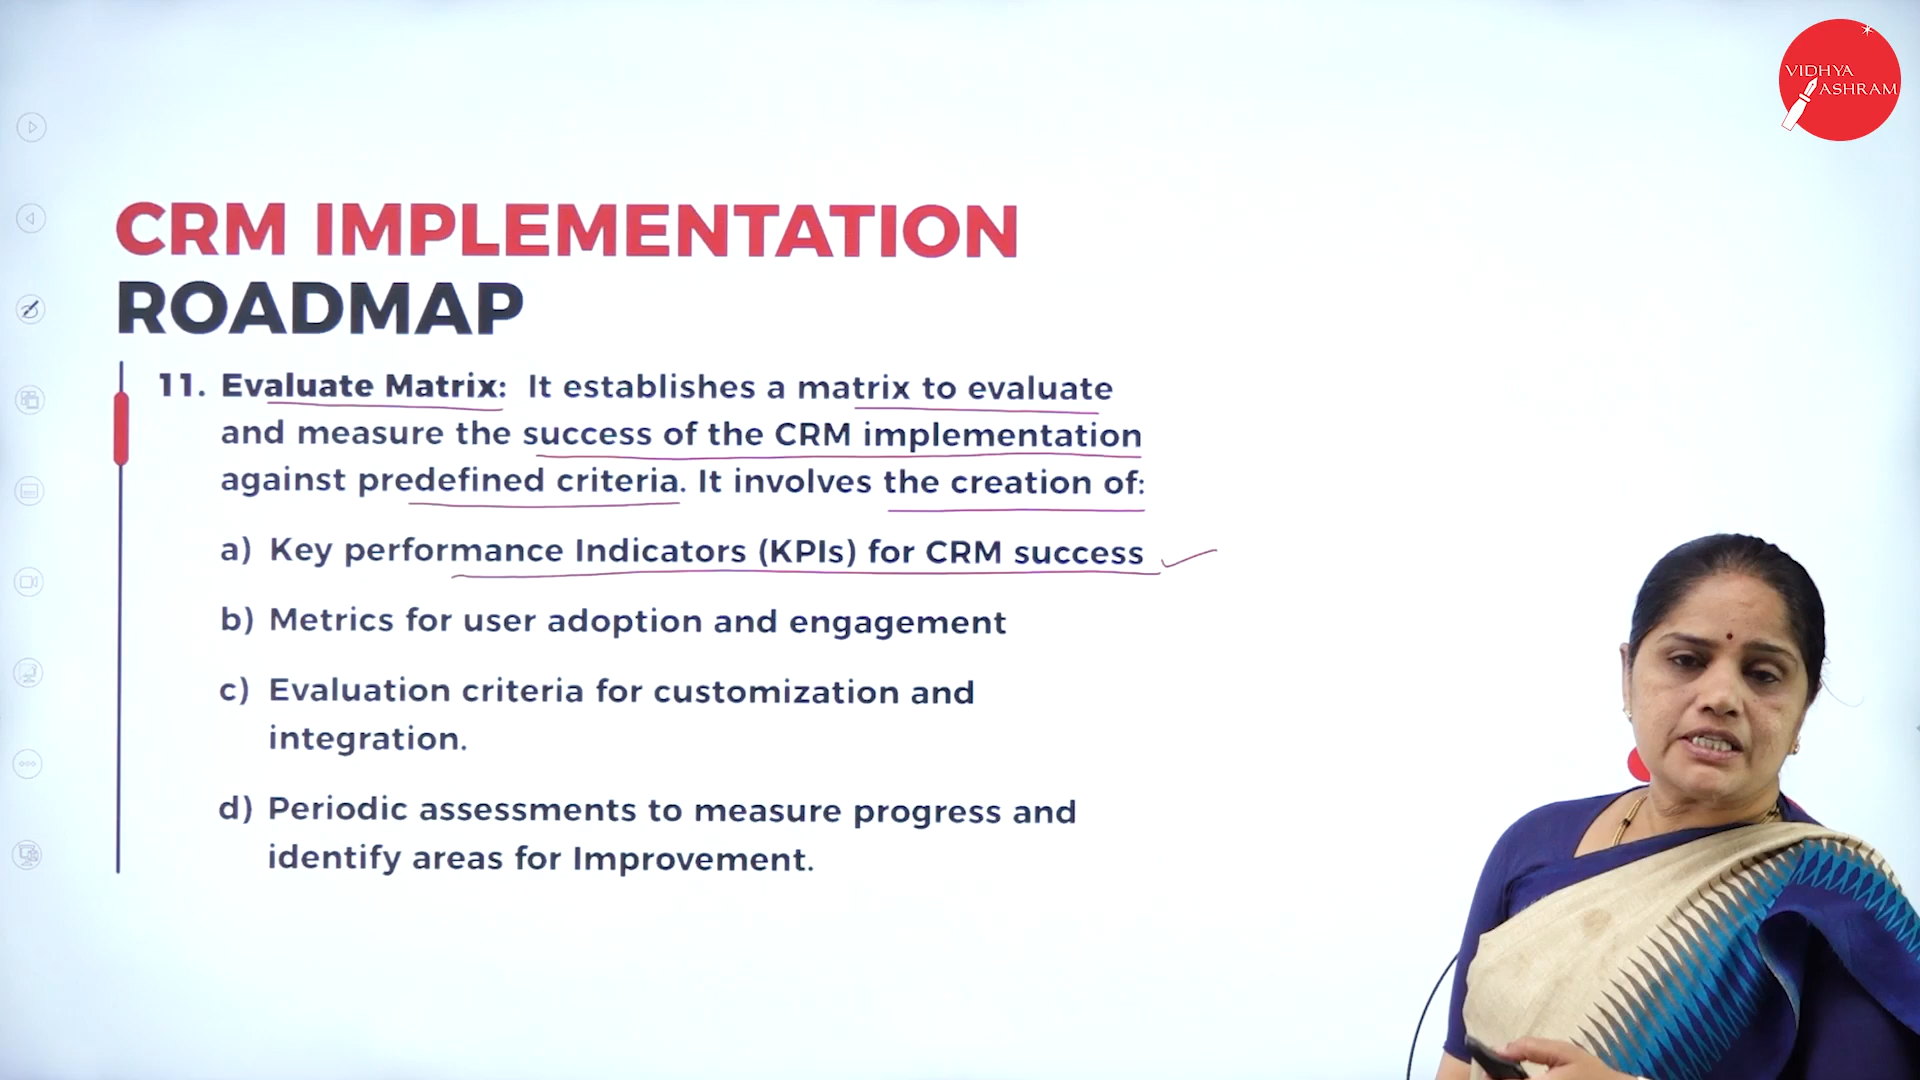 VIDHYA
ASHRAM
CRM IMPLEMENTATION
ROADMAP
11. Evaluate Matrix: It establishes a matrix to evaluate
and measure the success of the CRM implementation
against predefined criteria. It involves the creation of:
a) Key performance Indicators (KPIs) for CRM success
b) Metrics for user adoption and engagement
c) Evaluation criteria for customization and
integration.
d) Periodic assessments to measure progress and
identify areas for Improvement.